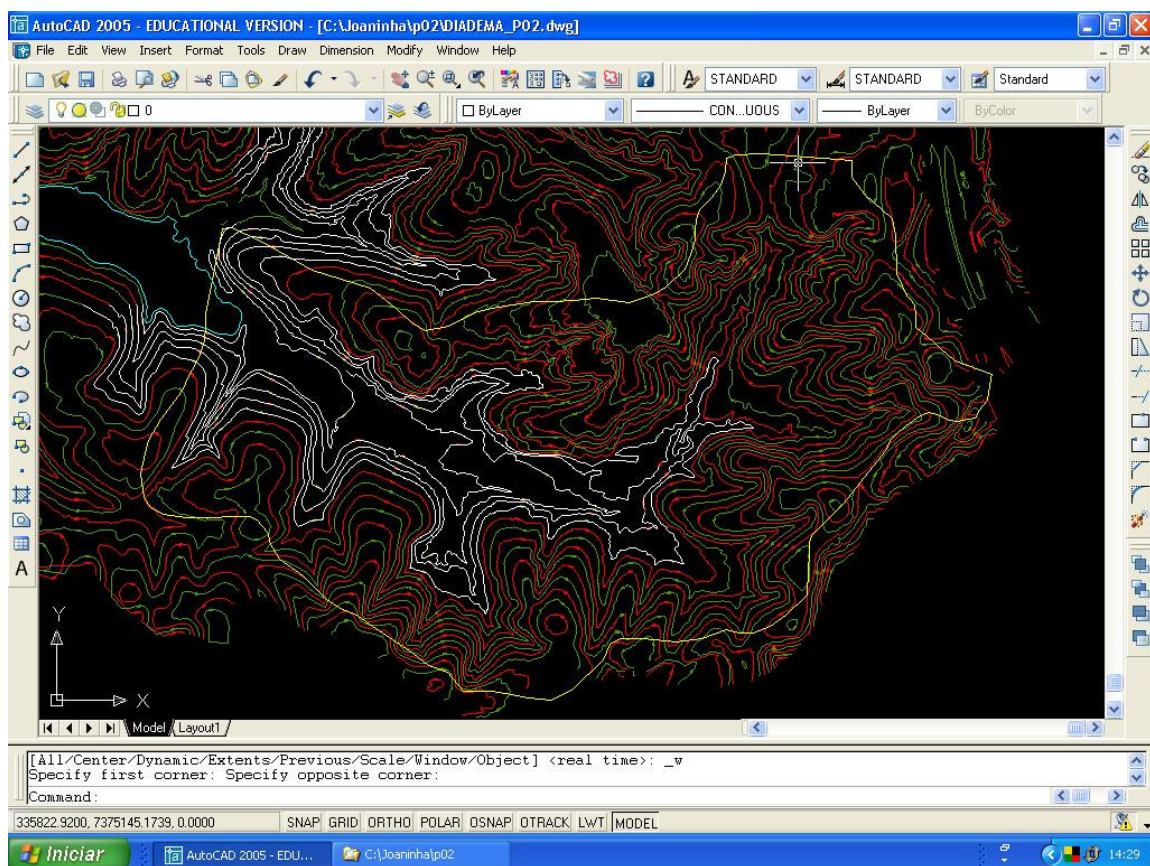 AutoCAD 2005 - EDUCATIONAL VERSION - [C:\Joaninha\p02\DIADEMA_P02.dwg]
File Edit View Insert Format Tools Draw Dimension Modify Window Help
STANDARD STANDARD Standard
0 ByLayer CON...UOUS ByLayer ByColor
A
Y
X
Model Layout1
[All/Center/Dynamic/Extents/Previous/Scale/Window/Object] <real time>: _w
Specify first corner: Specify opposite corner:
Command:
335822.9200, 7375145.1739, 0.0000 SNAP GRID ORTHO POLAR OSNAP OTRACK LWT MODEL
Iniciar AutoCAD 2005 - EDU... C:\Joaninha\p02 14:29